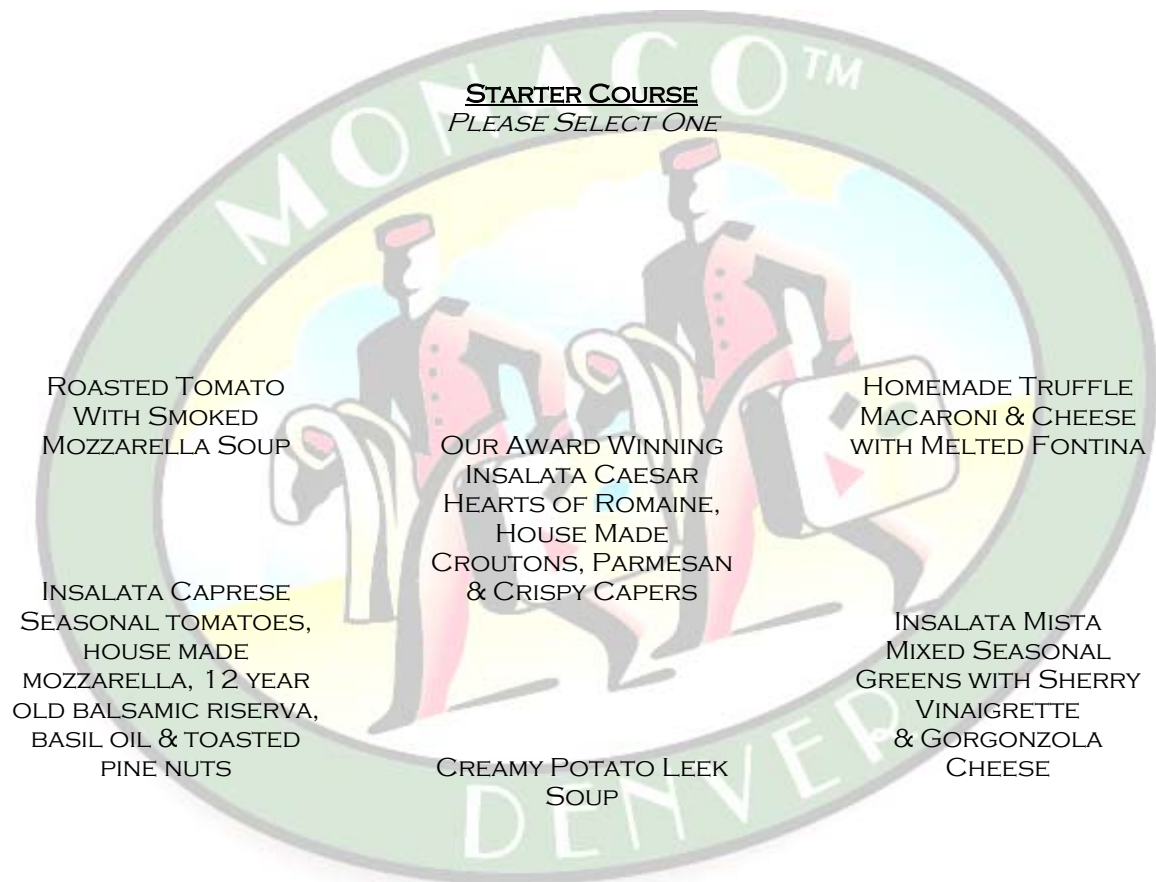 MONACO™
STARTER COURSE
PLEASE SELECT ONE
ROASTED TOMATO
WITH SMOKED
MOZZARELLA SOUP
OUR AWARD WINNING
INSALATA CAESAR
HEARTS OF ROMAINE,
HOUSE MADE
CROUTONS, PARMESAN
& CRISPY CAPERS
HOMEMADE TRUFFLE
MACARONI & CHEESE
WITH MELTED FONTINA
INSALATA CAPRESE
SEASONAL TOMATOES,
HOUSE MADE
MOZZARELLA, 12 YEAR
OLD BALSAMIC RISERVA,
BASIL OIL & TOASTED
PINE NUTS
CREAMY POTATO LEEK
SOUP
INSALATA MISTA
MIXED SEASONAL
GREENS WITH SHERRY
VINAIGRETTE
& GORGONZOLA
CHEESE
DENVER